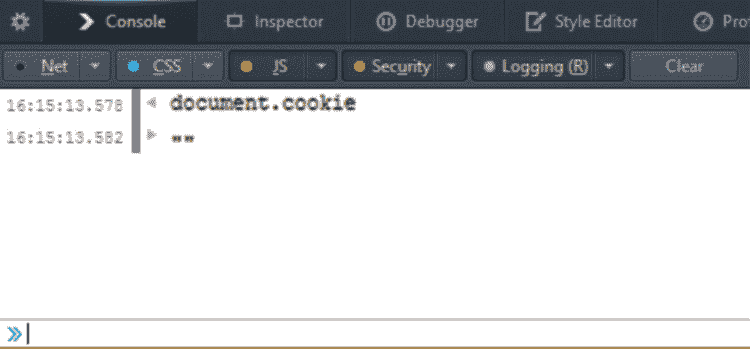 Console Inspector Debugger Style Editor Pro
Net CSS JS Security Logging (R) Clear
16:15:13.578 document.cookie
16:15:13.582 ""